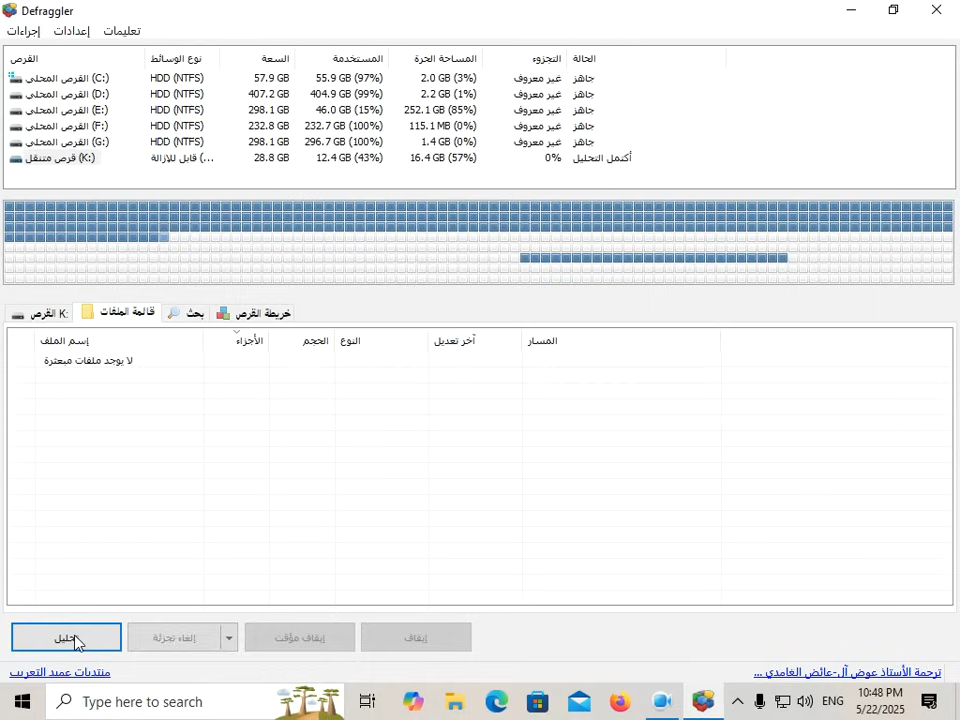 Defraggler
إجراءات إعدادات تعليمات
القرص نوع الوسائط السعة المستخدمة المساحة الحرة التجزوء الحالة
القرص المحلي (C:) HDD (NTFS) 57.9 GB 55.9 GB (97%) 2.0 GB (3%) غير معروف جاهز
القرص المحلي (D:) HDD (NTFS) 407.2 GB 404.9 GB (99%) 2.2 GB (1%) غير معروف جاهز
القرص المحلي (E:) HDD (NTFS) 298.1 GB 46.0 GB (15%) 252.1 GB (85%) غير معروف جاهز
القرص المحلي (F:) HDD (NTFS) 232.8 GB 232.7 GB (100%) 115.1 MB (0%) غير معروف جاهز
القرص المحلي (G:) HDD (NTFS) 298.1 GB 296.7 GB (100%) 1.4 GB (0%) غير معروف جاهز
قرص متنقل (K:) قابل للازالة (... 28.8 GB 12.4 GB (43%) 16.4 GB (57%) 0% أكتمل التحليل
القرص K: قائمة الملفات بحث خريطة القرص
إسم الملف الأجزاء الحجم النوع آخر تعديل المسار
لا يوجد ملفات مبعثرة
إلغاء تجزئة إيقاف مؤقت إيقاف
منتديات عميد التعريب
ترجمة الأستاذ عوض آل-عائض الغامدي ...
Type here to search
ENG
10:48 PM
5/22/2025